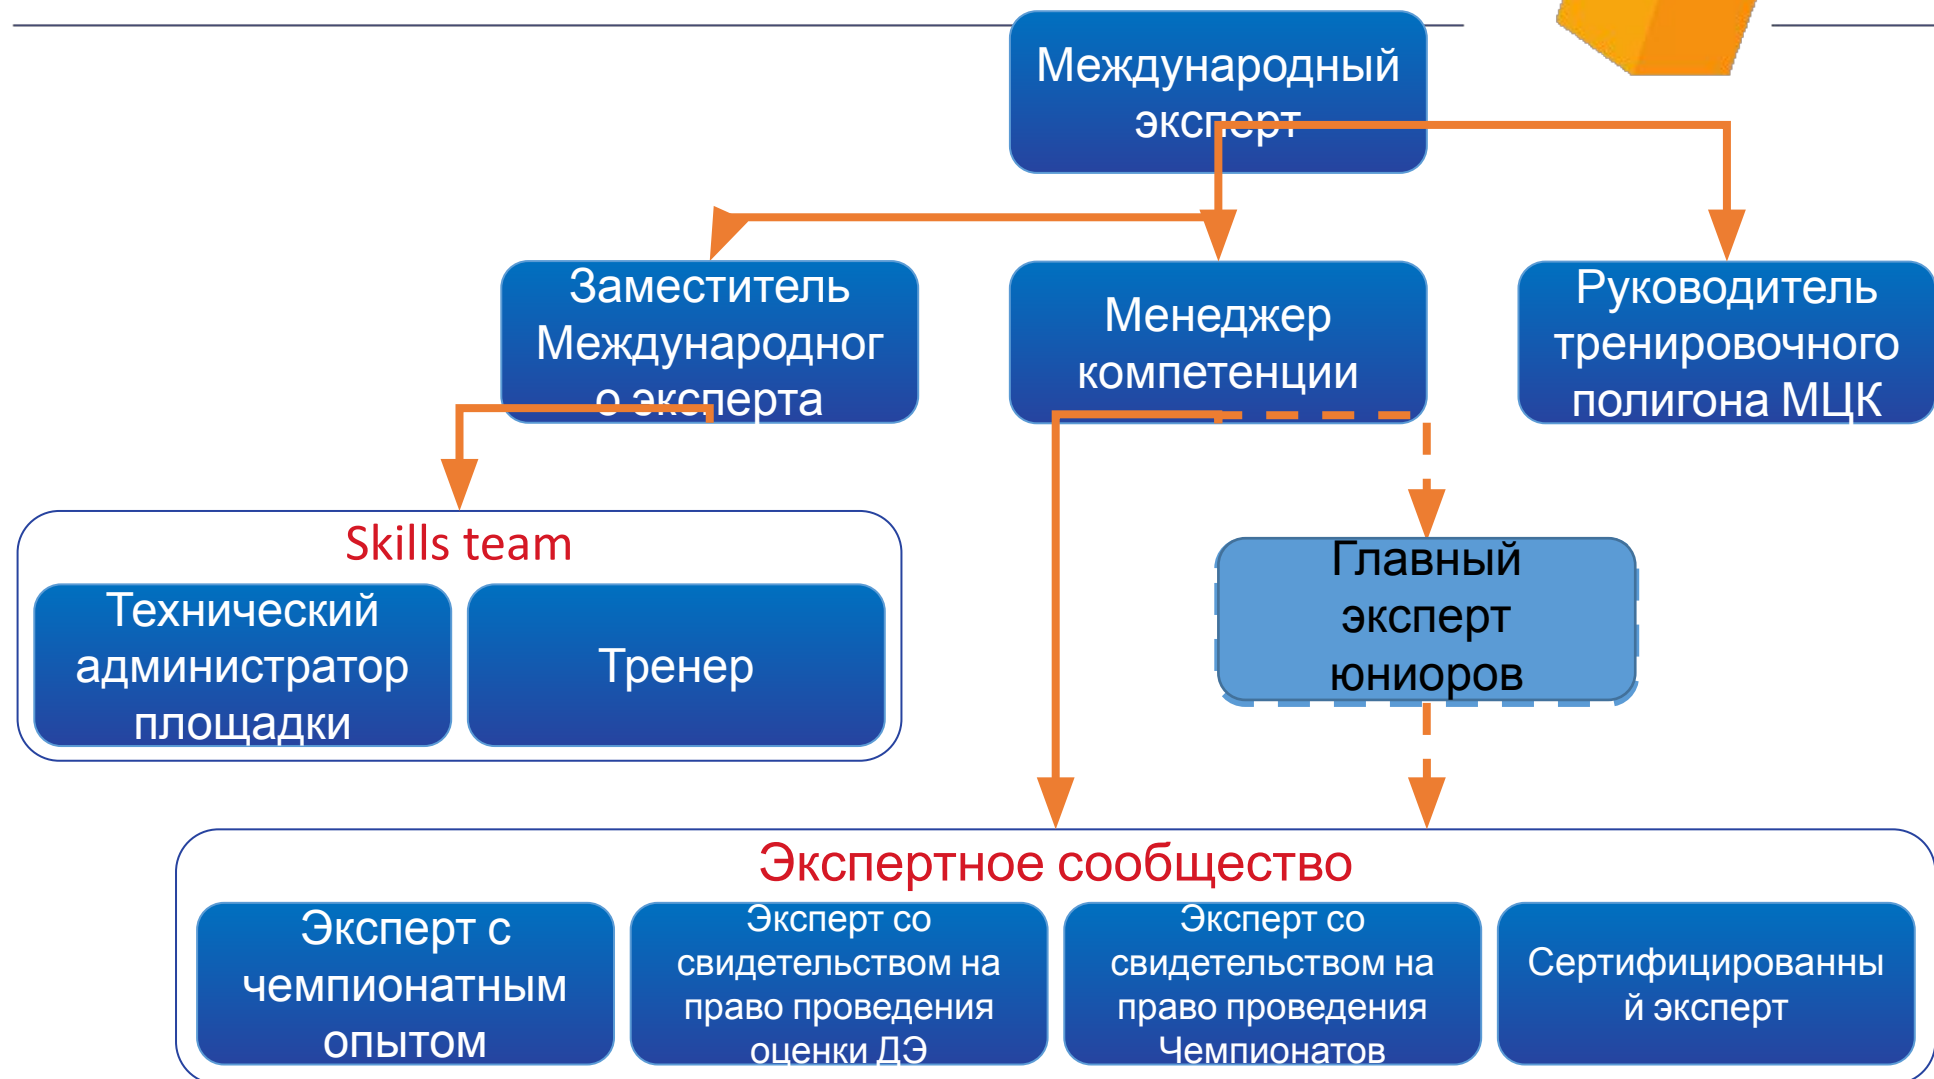 Международный
эксперт
Заместитель
Международног
о эксперта
Менеджер
компетенции
Руководитель
тренировочного
полигона МЦК
Skills team
Технический
администратор
площадки
Тренер
Главный
эксперт
юниоров
Экспертное сообщество
Эксперт с
чемпионатным
опытом
Эксперт со
свидетельством на
право проведения
оценки ДЭ
Эксперт со
свидетельством на
право проведения
Чемпионатов
Сертифицированны
й эксперт